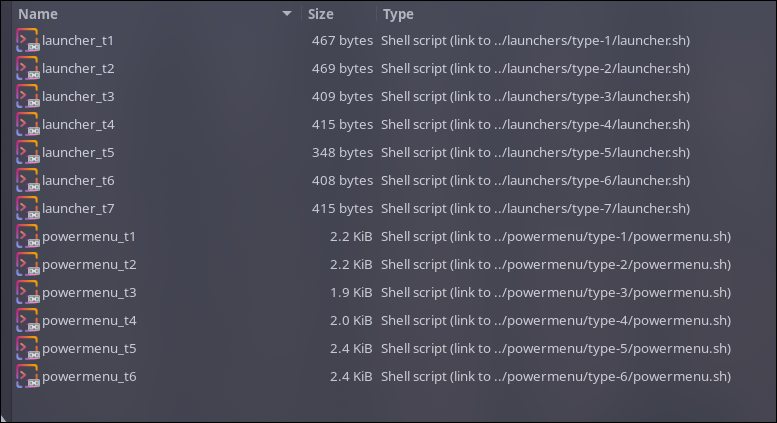 Name Size Type
launcher_t1 467 bytes Shell script (link to ../launchers/type-1/launcher.sh)
launcher_t2 469 bytes Shell script (link to ../launchers/type-2/launcher.sh)
launcher_t3 409 bytes Shell script (link to ../launchers/type-3/launcher.sh)
launcher_t4 415 bytes Shell script (link to ../launchers/type-4/launcher.sh)
launcher_t5 348 bytes Shell script (link to ../launchers/type-5/launcher.sh)
launcher_t6 408 bytes Shell script (link to ../launchers/type-6/launcher.sh)
launcher_t7 415 bytes Shell script (link to ../launchers/type-7/launcher.sh)
powermenu_t1 2.2 KiB Shell script (link to ../powermenu/type-1/powermenu.sh)
powermenu_t2 2.2 KiB Shell script (link to ../powermenu/type-2/powermenu.sh)
powermenu_t3 1.9 KiB Shell script (link to ../powermenu/type-3/powermenu.sh)
powermenu_t4 2.0 KiB Shell script (link to ../powermenu/type-4/powermenu.sh)
powermenu_t5 2.4 KiB Shell script (link to ../powermenu/type-5/powermenu.sh)
powermenu_t6 2.4 KiB Shell script (link to ../powermenu/type-6/powermenu.sh)